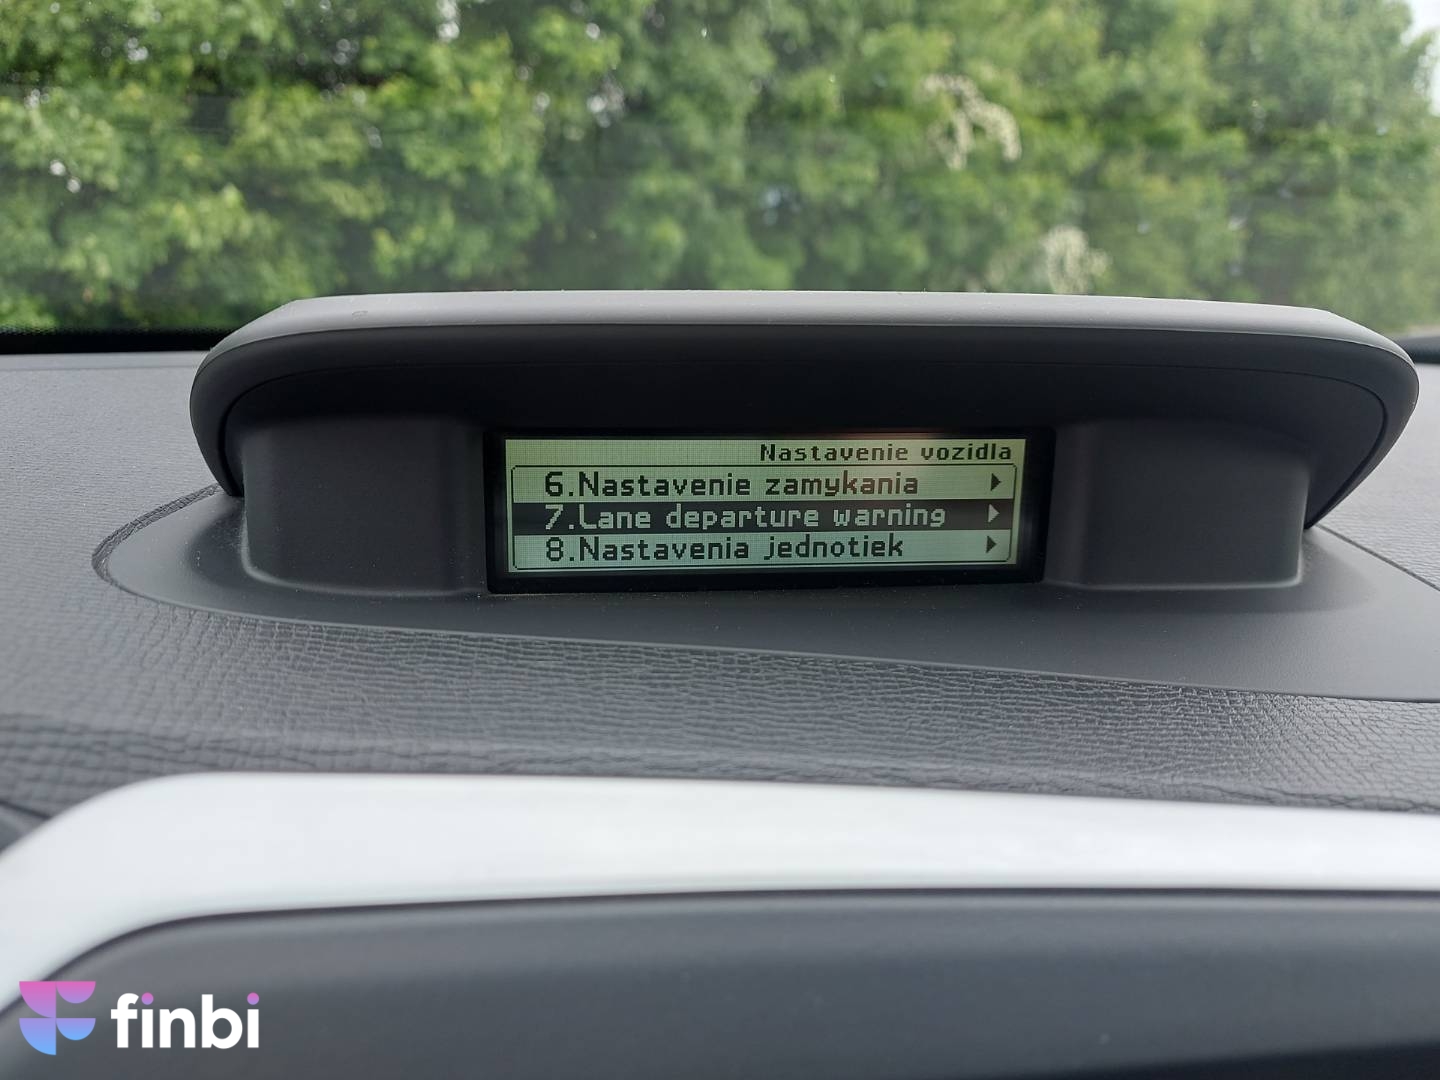 Nastavenie vozidla
6.Nastavenie zamykania
7.Lane departure warning
8.Nastavenia jednotiek
finbi